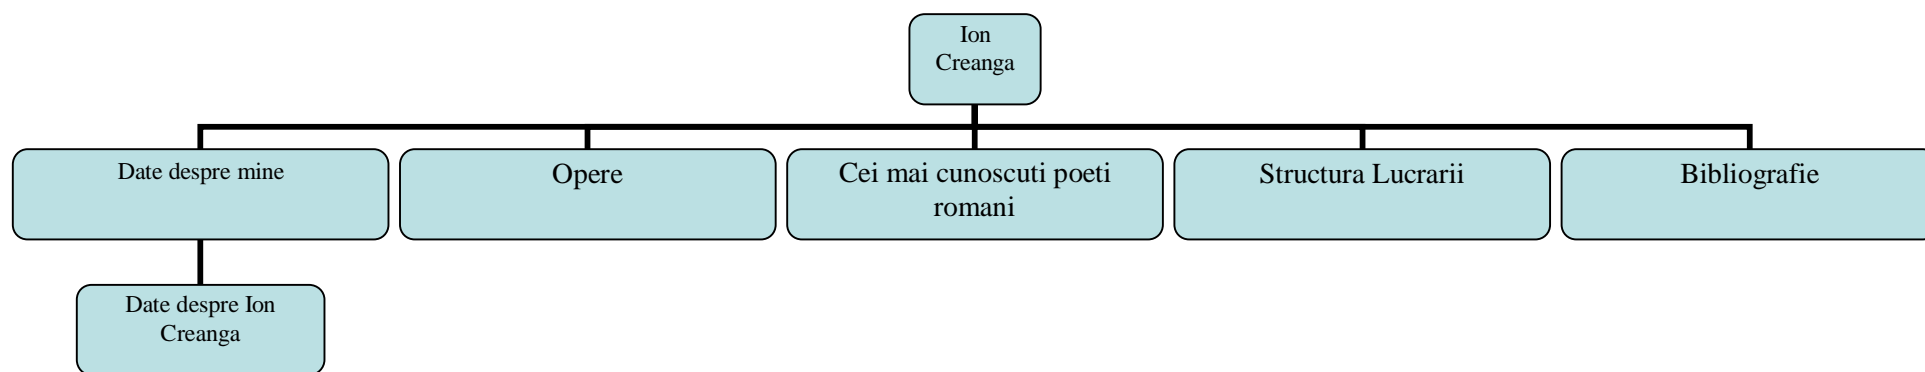 Ion
Creanga
Date despre mine
Opere
Cei mai cunoscuti poeti
romani
Structura Lucrarii
Bibliografie
Date despre Ion
Creanga